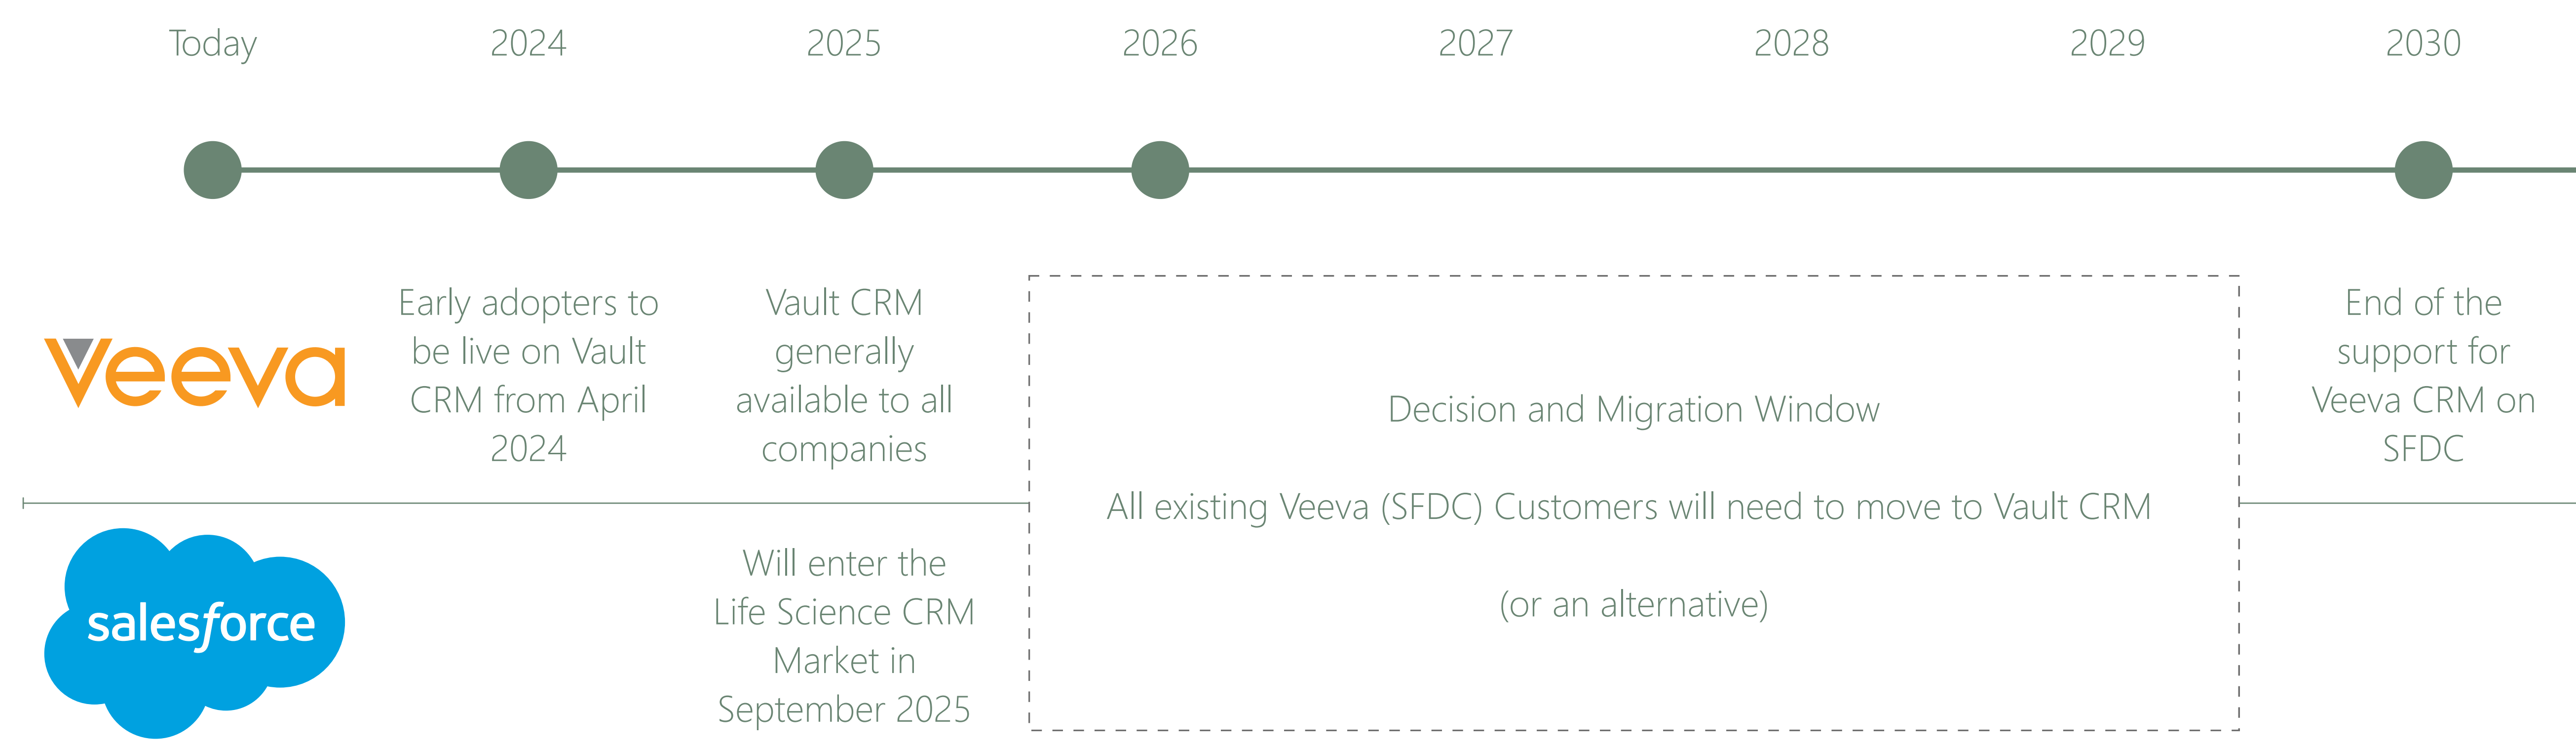 Today
2024
2025
2026
2027
2028
2029
2030
veeva
Early adopters to
be live on Vault
CRM from April
2024
Vault CRM
generally
available to all
companies
Decision and Migration Window
All existing Veeva (SFDC) Customers will need to move to Vault CRM
(or an alternative)
End of the
support for
Veeva CRM on
SFDC
salesforce
Will enter the
Life Science CRM
Market in
September 2025